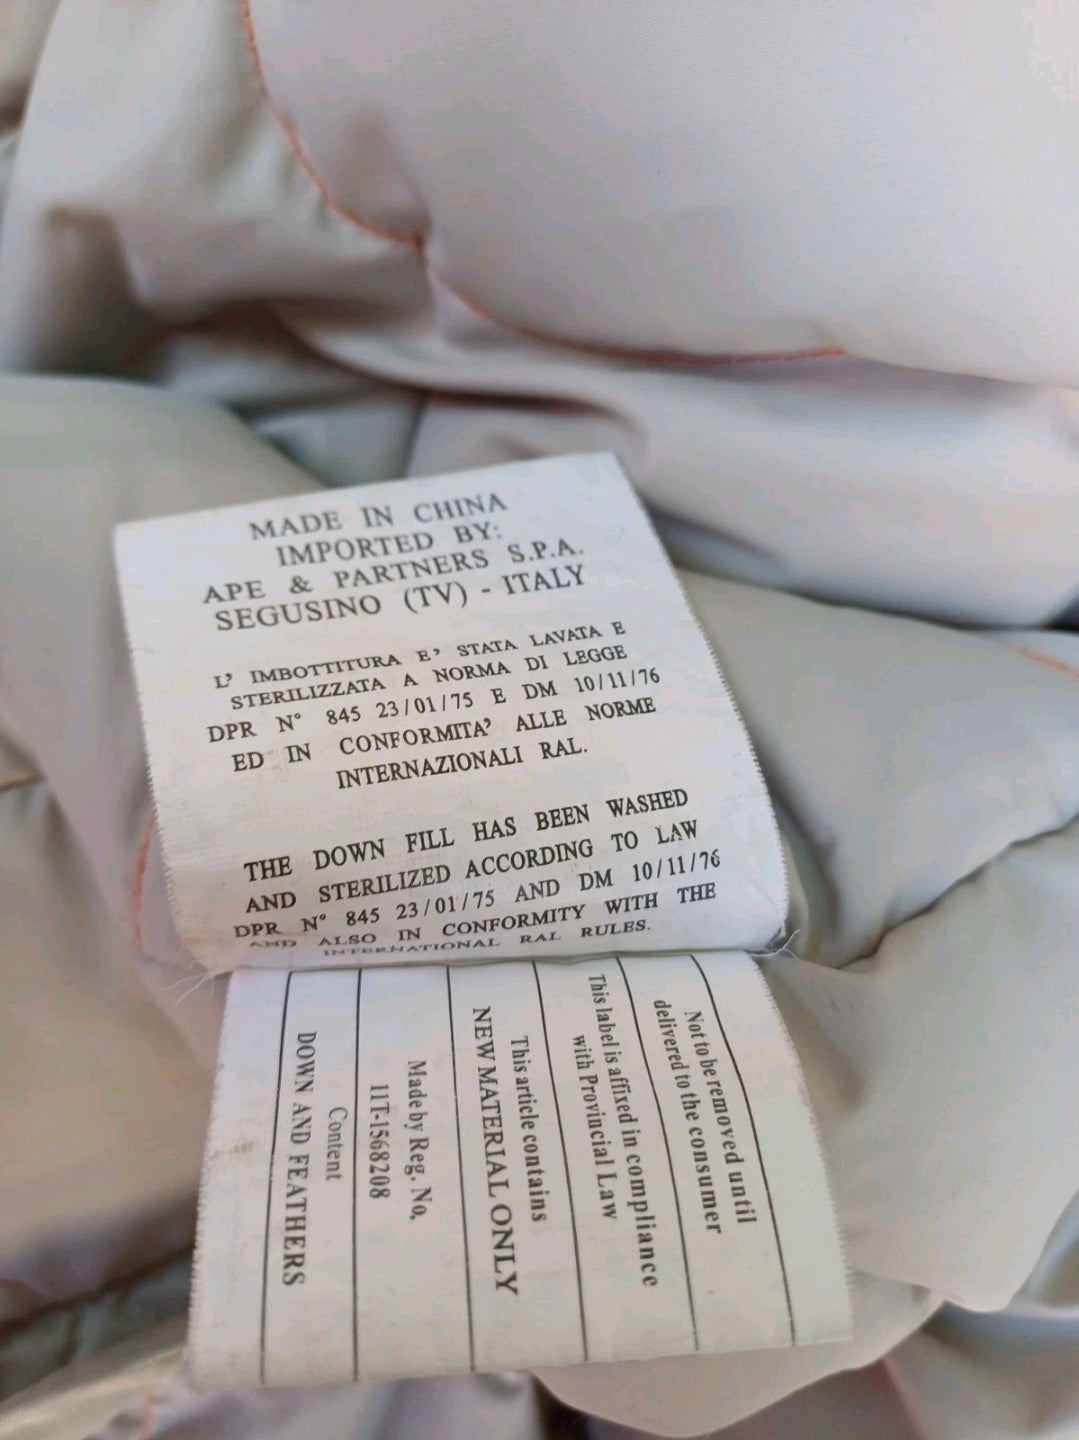 MADE IN CHINA
IMPORTED BY:
APE & PARTNERS S.P.A.
SEGUSINO (TV) - ITALY
L' IMBOTTITURA E' STATA LAVATA E
STERILIZZATA A NORMA DI LEGGE
DPR N° 845 23/01/75 E DM 10/11/76
ED IN CONFORMITA' ALLE NORME
INTERNAZIONALI RAL.
THE DOWN FILL HAS BEEN WASHED
AND STERILIZED ACCORDING TO LAW
DPR N° 845 23/01/75 AND DM 10/11/76
AND ALSO IN CONFORMITY WITH THE
INTERNATIONAL RAL RULES.
Not to be removed until
delivered to the consumer
This label is affixed in compliance
with Provincial Law
This article contains
NEW MATERIAL ONLY
Made by Reg. No.
11T-1568208
Content
DOWN AND FEATHERS